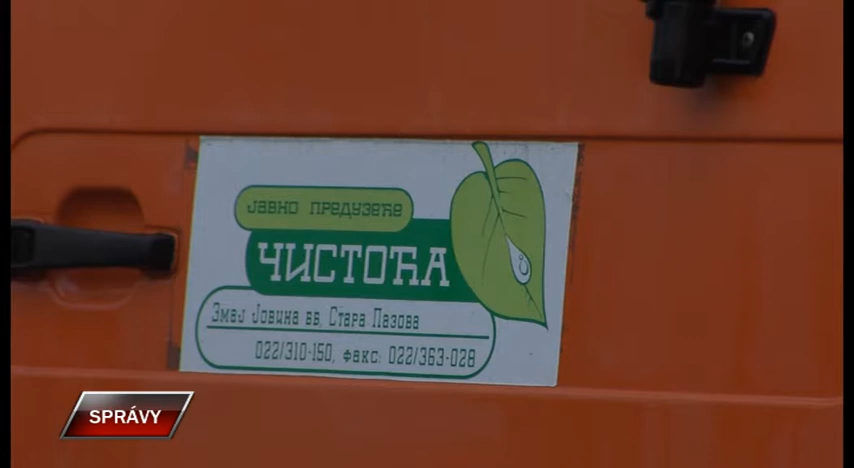 јавно предузеће
ЧИСТОЋА
Змај Јовина бб, Стара Пазова
022/310-150, факс: 022/363-028
SPRÁVY